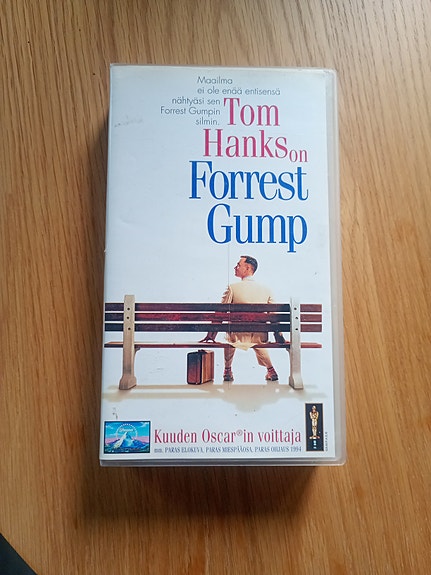 Maailma
ei ole enää entisensä
nähtyäsi sen
Forrest Gumpin
silmin.
Tom
Hanks on
Forrest
Gump
Kuuden Oscar®in voittaja
mm. PARAS ELOKUVA, PARAS MIESPÄÄOSA, PARAS OHJAUS 1994